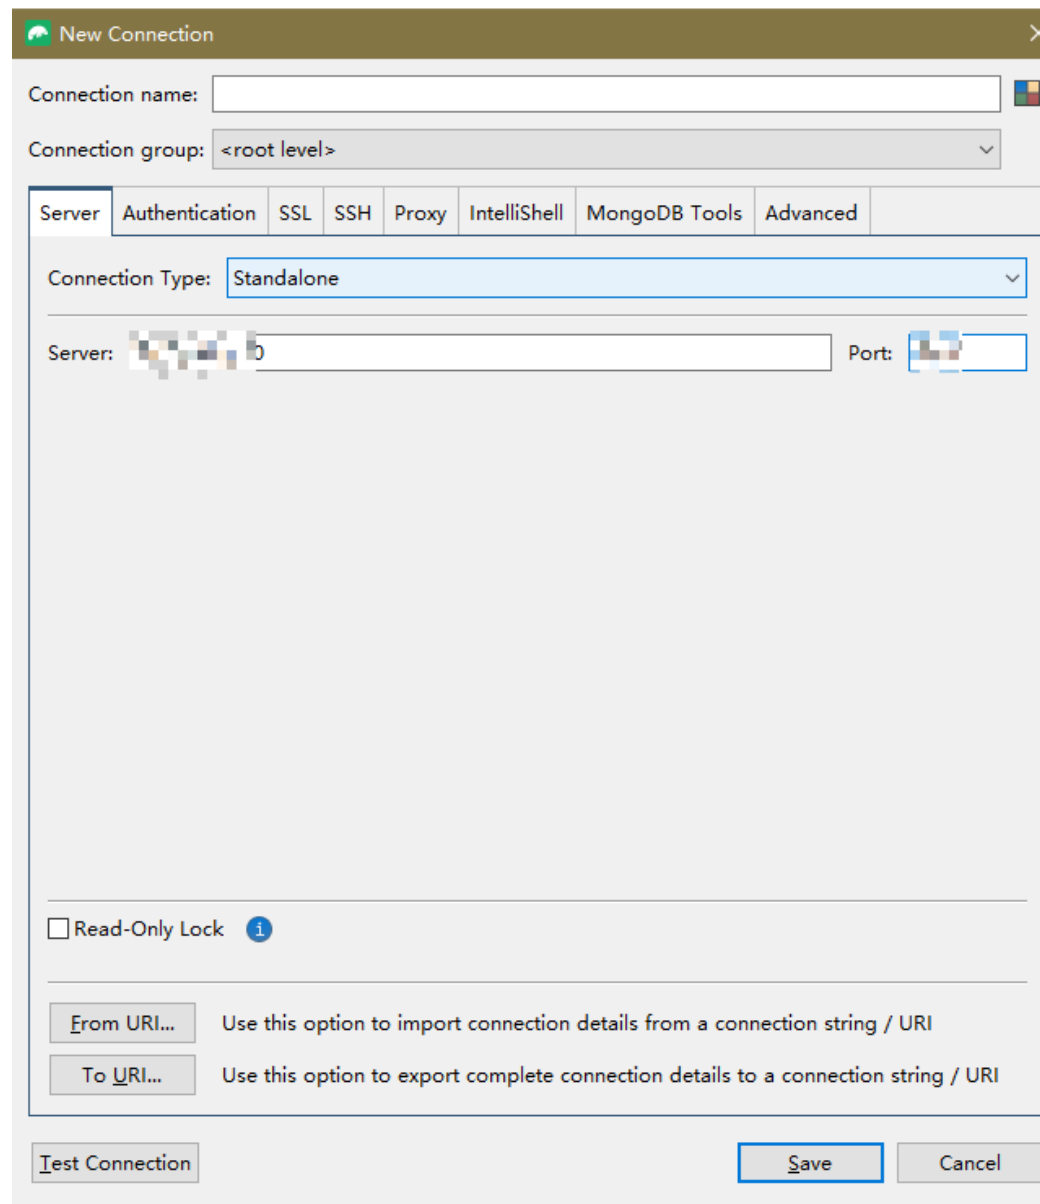 New Connection
Connection name:
Connection group: <root level>
Server Authentication SSL SSH Proxy IntelliShell MongoDB Tools Advanced
Connection Type: Standalone
Server: Port:
Read-Only Lock i
From URI... Use this option to import connection details from a connection string / URI
To URI... Use this option to export complete connection details to a connection string / URI
Test Connection Save Cancel